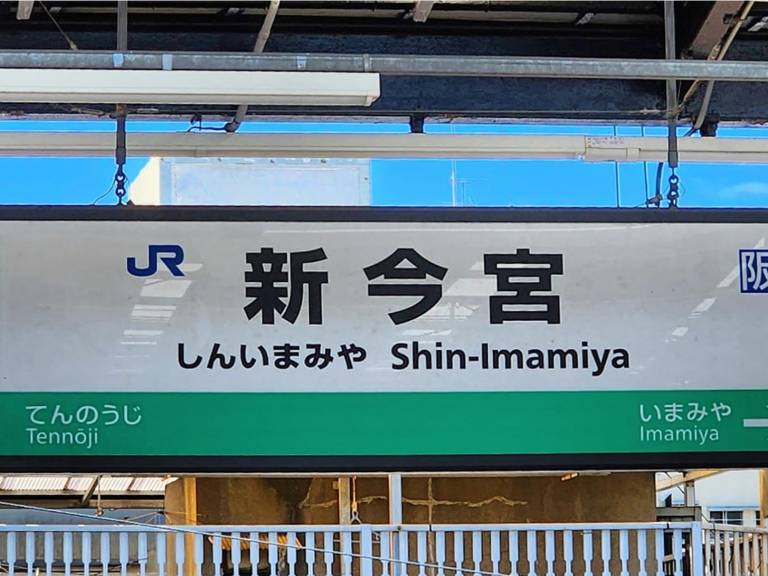 JR 新今宮 阪
しんいまみや Shin-Imamiya
てんのうじ いまみや
Tennōji Imamiya